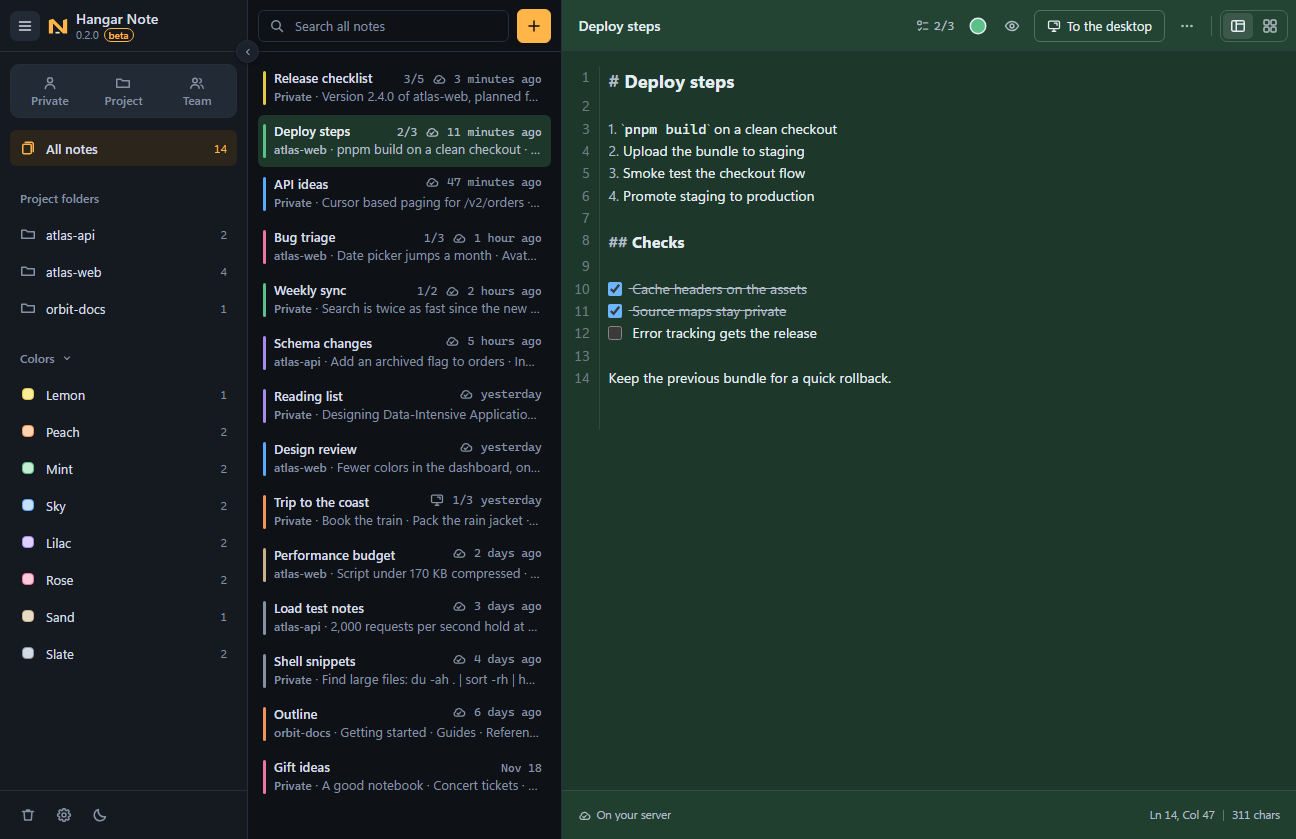 Hangar Note
0.2.0 beta
Private
Project
Team
All notes 14
Project folders
atlas-api 2
atlas-web 4
orbit-docs 1
Colors
Lemon 1
Peach 2
Mint 2
Sky 2
Lilac 2
Rose 2
Sand 1
Slate 2
Search all notes
Release checklist 3/5 3 minutes ago
Private · Version 2.4.0 of atlas-web, planned f...
Deploy steps 2/3 11 minutes ago
atlas-web · pnpm build on a clean checkout · ...
API ideas 47 minutes ago
Private · Cursor based paging for /v2/orders ·...
Bug triage 1/3 1 hour ago
atlas-web · Date picker jumps a month · Avat...
Weekly sync 1/2 2 hours ago
Private · Search is twice as fast since the new ...
Schema changes 5 hours ago
atlas-api · Add an archived flag to orders · In...
Reading list yesterday
Private · Designing Data-Intensive Applicatio...
Design review yesterday
atlas-web · Fewer colors in the dashboard, on...
Trip to the coast 1/3 yesterday
Private · Book the train · Pack the rain jacket ·...
Performance budget 2 days ago
atlas-web · Script under 170 KB compressed · ...
Load test notes 3 days ago
atlas-api · 2,000 requests per second hold at ...
Shell snippets 4 days ago
Private · Find large files: du -ah . | sort -rh | h...
Outline 6 days ago
orbit-docs · Getting started · Guides · Referen...
Gift ideas Nov 18
Private · A good notebook · Concert tickets · ...
Deploy steps 2/3 To the desktop
1 # Deploy steps
2
3 1. `pnpm build` on a clean checkout
4 2. Upload the bundle to staging
5 3. Smoke test the checkout flow
6 4. Promote staging to production
7
8 ## Checks
9
10 Cache headers on the assets
11 Source maps stay private
12 Error tracking gets the release
13
14 Keep the previous bundle for a quick rollback.
On your server
Ln 14, Col 47 | 311 chars